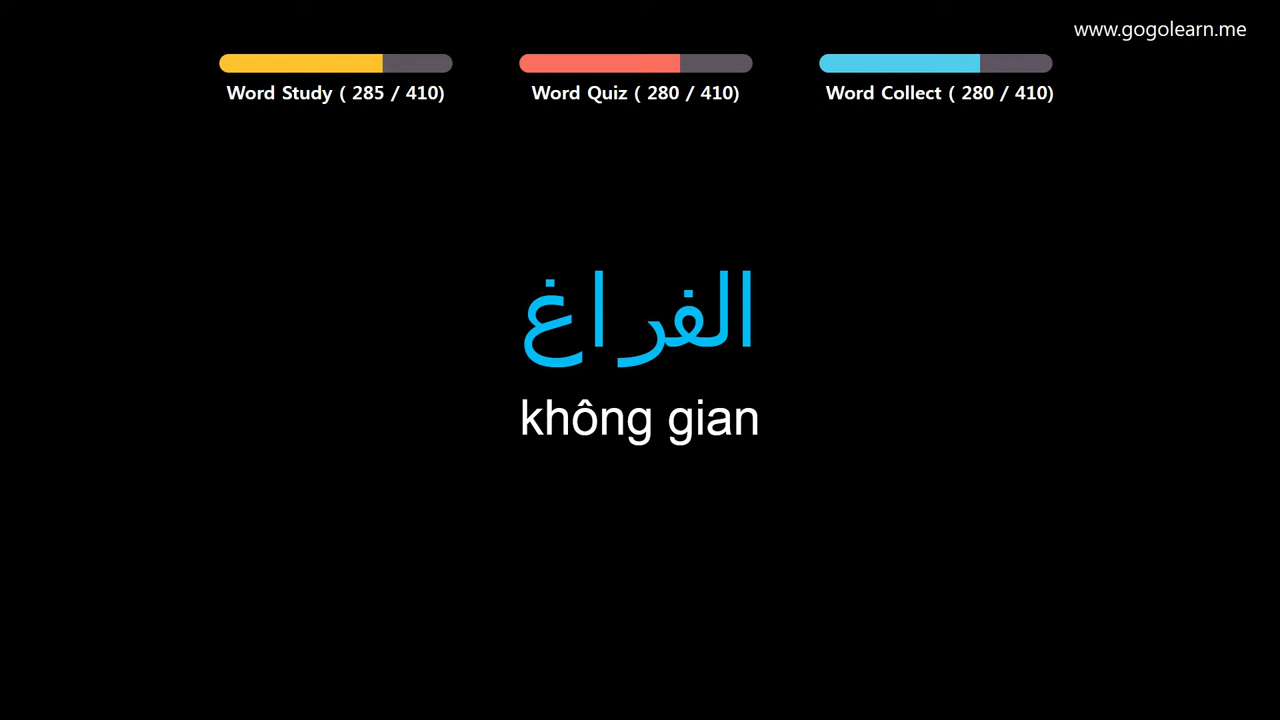 www.gogolearn.me
Word Study ( 285 / 410)
Word Quiz ( 280 / 410)
Word Collect ( 280 / 410)
الفراغ
không gian